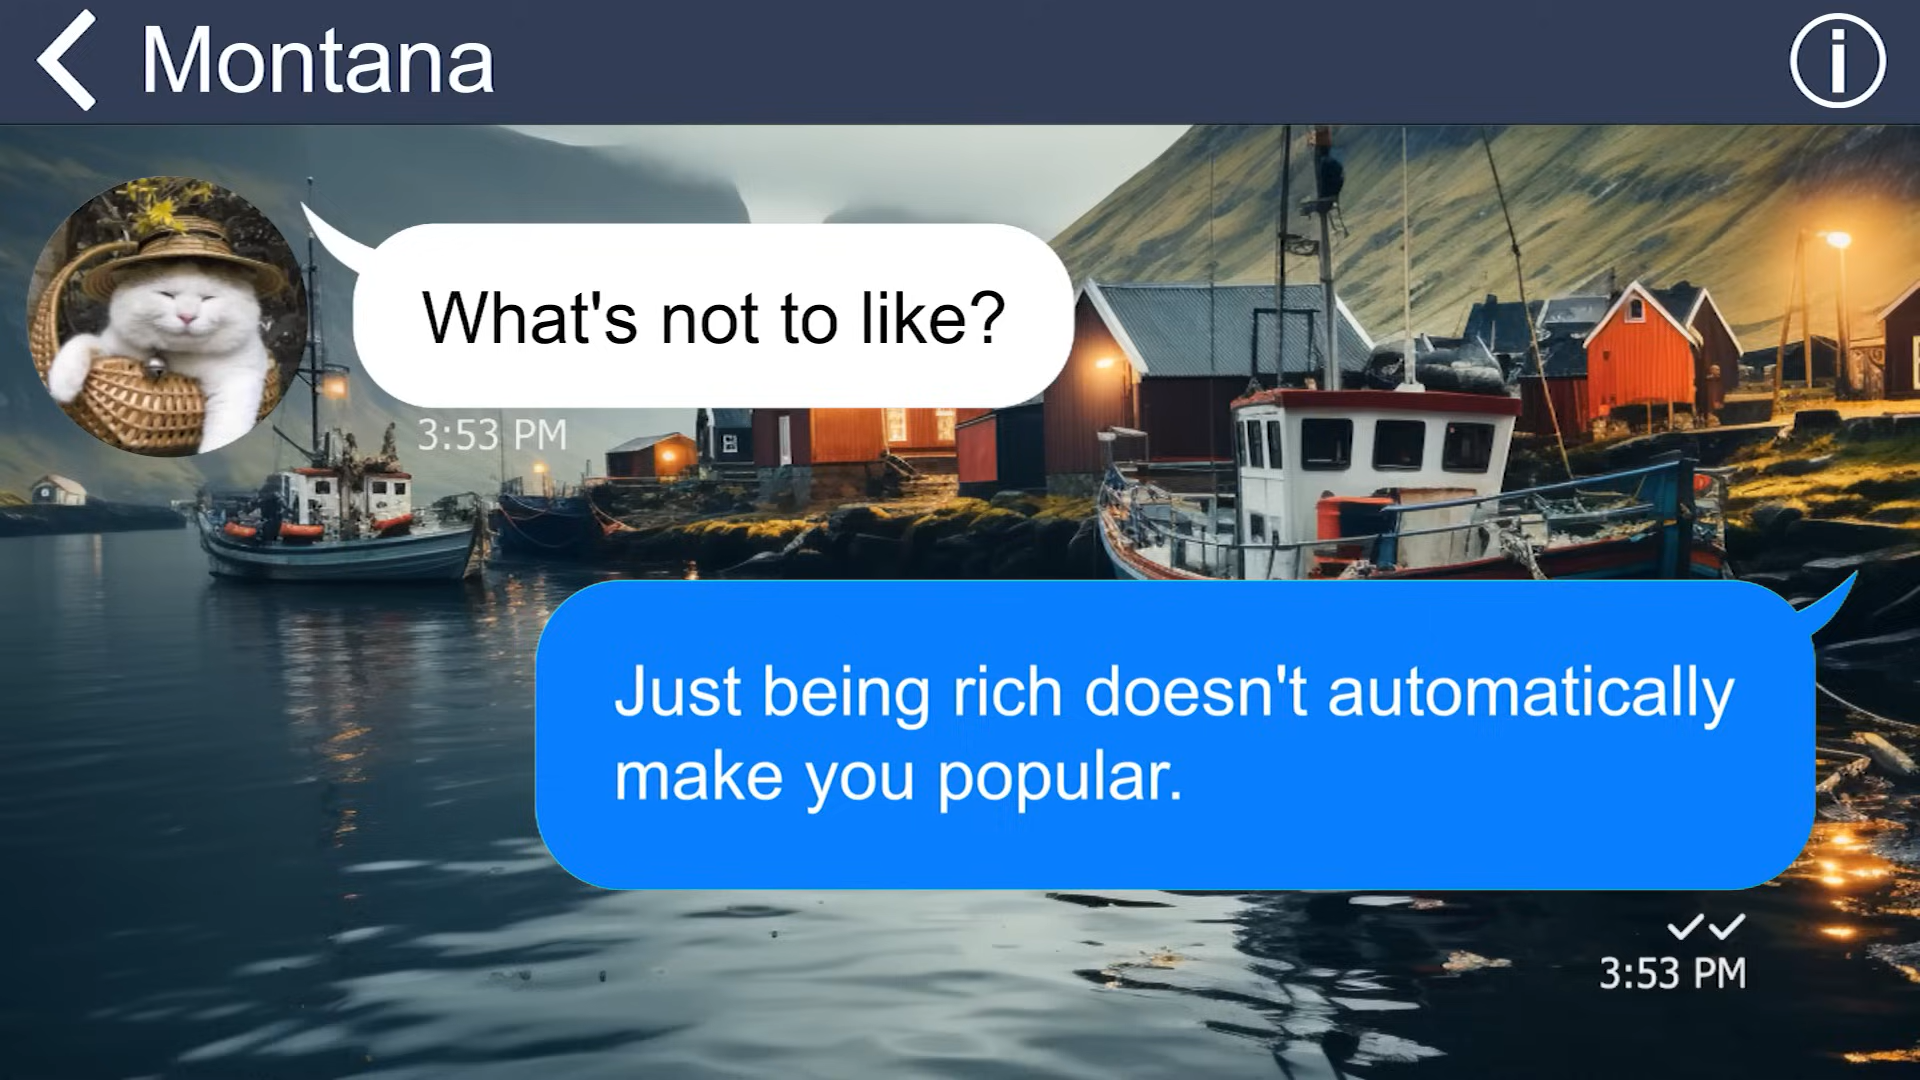 Montana
What's not to like?
3:53 PM
Just being rich doesn't automatically
make you popular.
3:53 PM